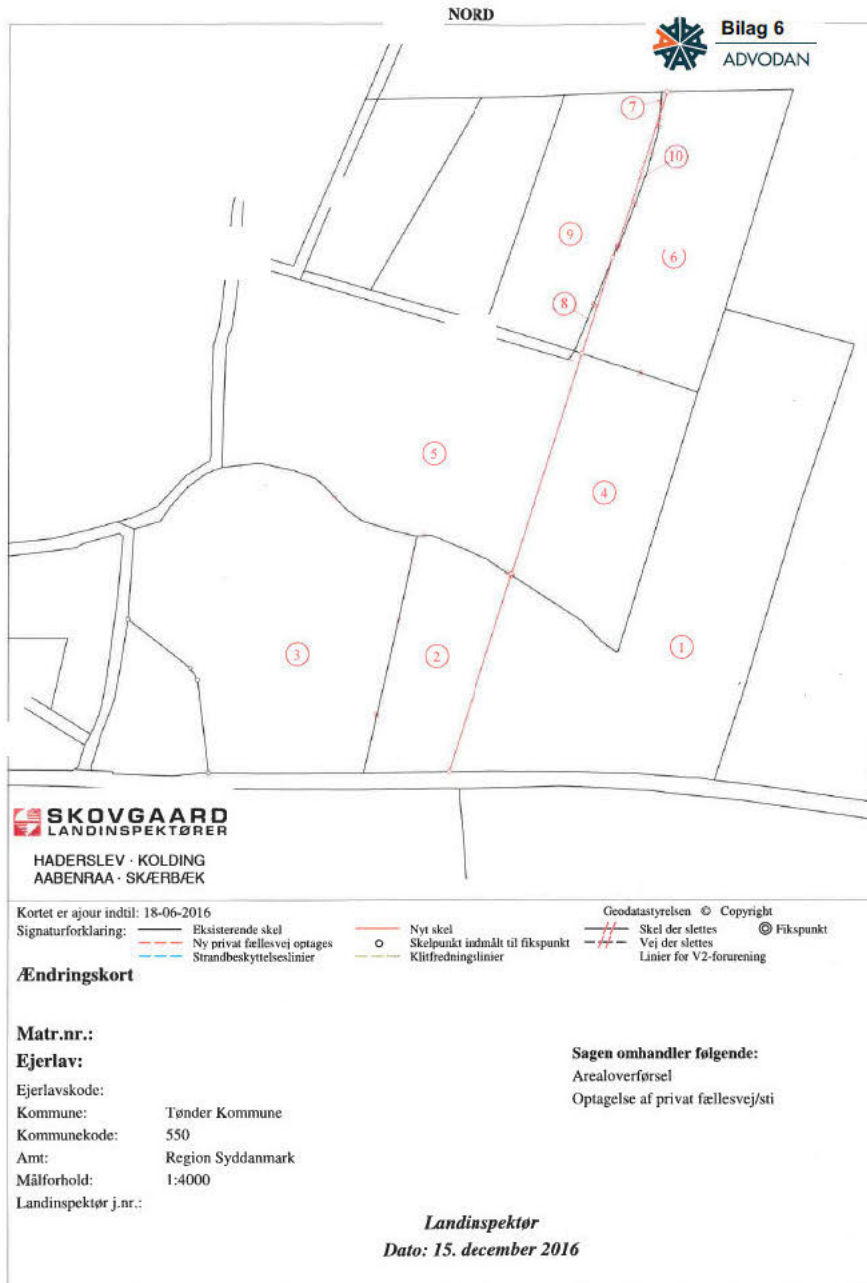 NORD
Bilag 6
ADVODAN
7
10
9
6
8
5
4
3
2
1
SKOVGAARD
LANDINSPEKTØRER
HADERSLEV · KOLDING
AABENRAA · SKÆRBÆK
Kortet er ajour indtil: 18-06-2016
Geodatastyrelsen © Copyright
Signaturforklaring:
Eksisterende skel
Nyt skel
Skel der slettes
Fikspunkt
Ny privat fællesvej optages
Skelpunkt indmålt til fikspunkt
Vej der slettes
Strandbeskyttelseslinier
Klitfredningslinier
Linier for V2-forurening
Ændringskort
Matr.nr.:
Ejerlav:
Ejerlavskode:
Kommune: Tønder Kommune
Kommunekode: 550
Amt: Region Syddanmark
Målforhold: 1:4000
Landinspektør j.nr.:
Sagen omhandler følgende:
Arealoverførsel
Optagelse af privat fællesvej/sti
Landinspektør
Dato: 15. december 2016